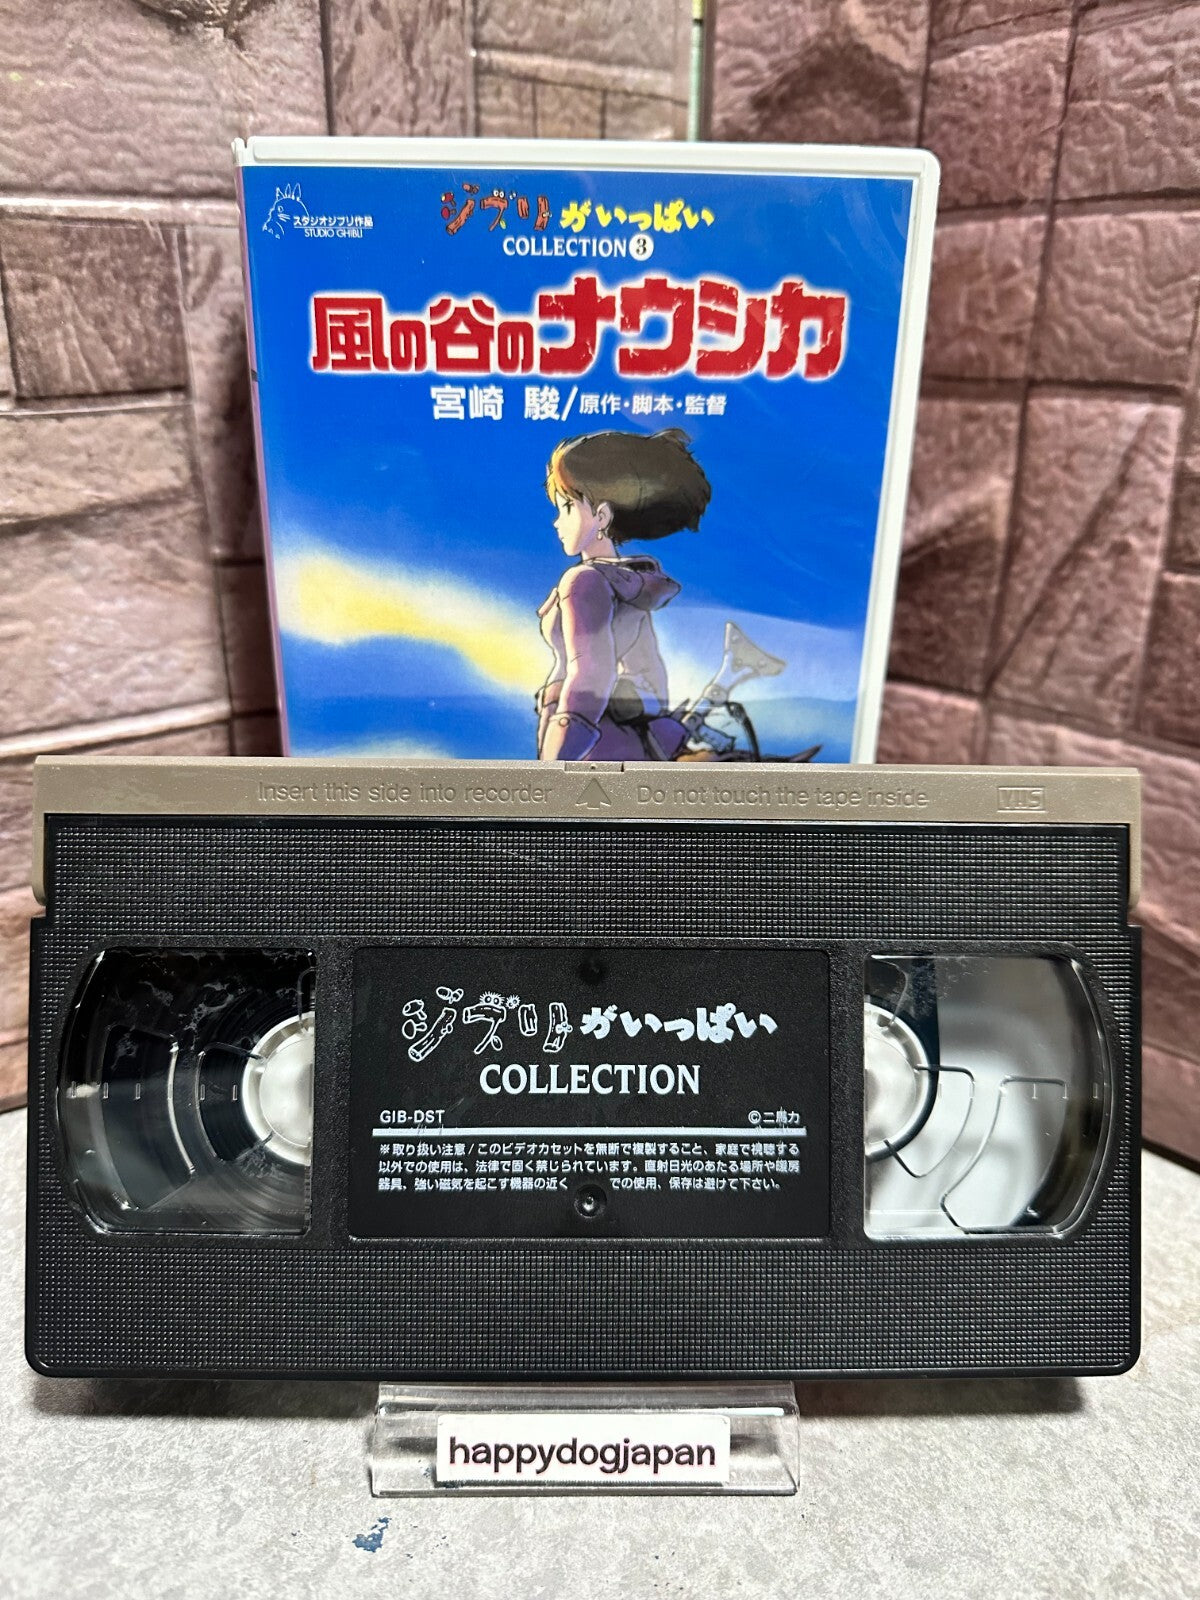 スタジオジブリ作品
STUDIO GHIBLI
ジブリがいっぱい
COLLECTION 3
風の谷のナウシカ
宮崎 駿/原作・脚本・監督
Insert this side into recorder
Do not touch the tape inside
VHS
ジブリがいっぱい
COLLECTION
GIB-DST
©二馬力
※取り扱い注意/このビデオカセットを無断で複製すること、家庭で視聴する
以外での使用は、法律で固く禁じられています。直射日光のあたる場所や暖房
器具、強い磁気を起こす機器の近く での使用、保存は避けて下さい。
happydogjapan